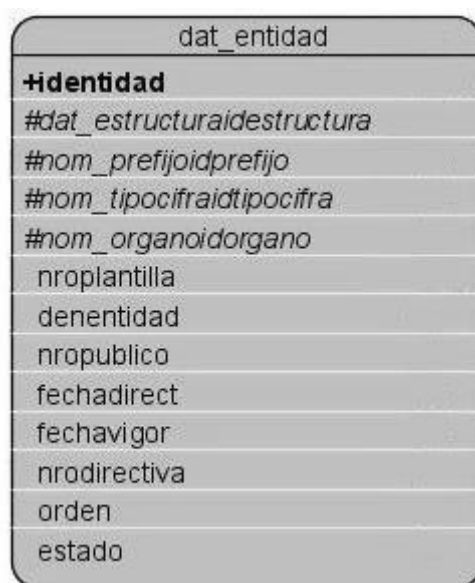 dat_entidad
+identidad
#dat_estructuraidestructura
#nom_prefijoidprefijo
#nom_tipocifraidtipocifra
#nom_organoidorgano
nroplantilla
denentidad
nropublico
fechadirect
fechavigor
nrodirectiva
orden
estado